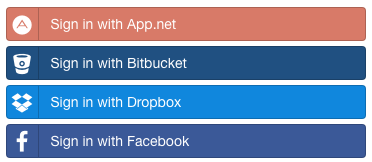 Sign in with App.net
Sign in with Bitbucket
Sign in with Dropbox
Sign in with Facebook